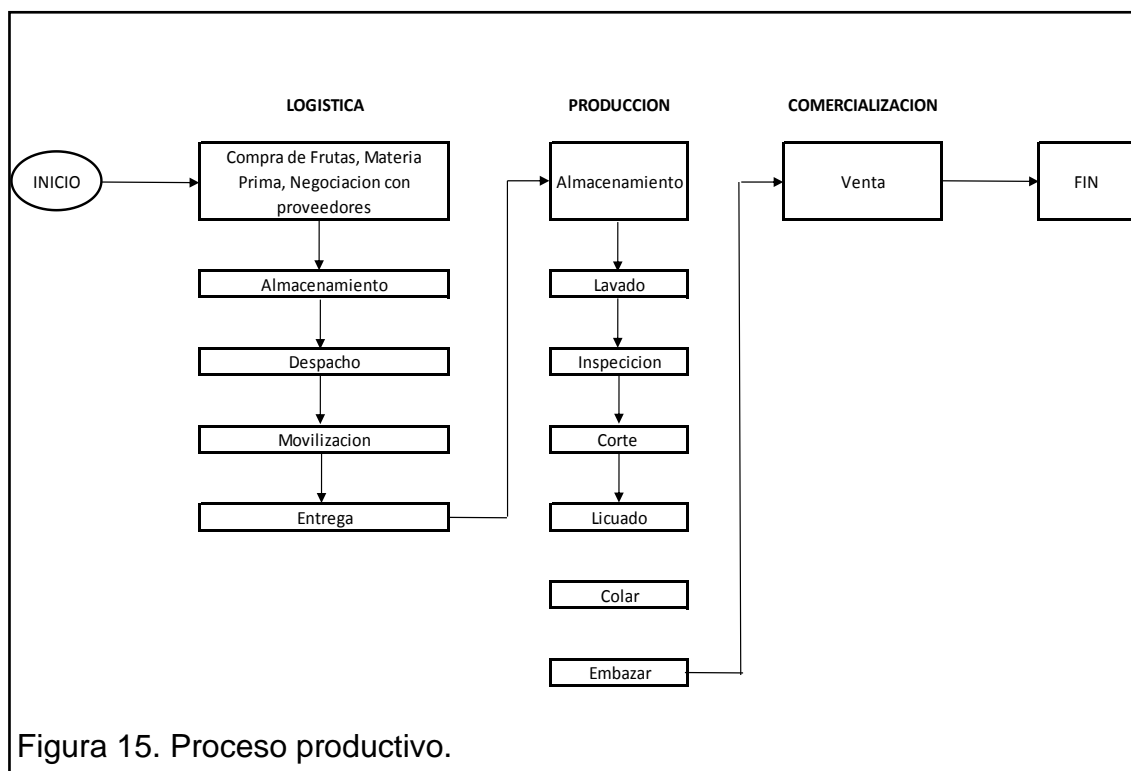 LOGISTICA
PRODUCCION
COMERCIALIZACION
INICIO
Compra de Frutas, Materia
Prima, Negociacion con
proveedores
Almacenamiento
Despacho
Movilizacion
Entrega
Almacenamiento
Lavado
Inspecicion
Corte
Licuado
Colar
Embazar
Venta
FIN
Figura 15. Proceso productivo.